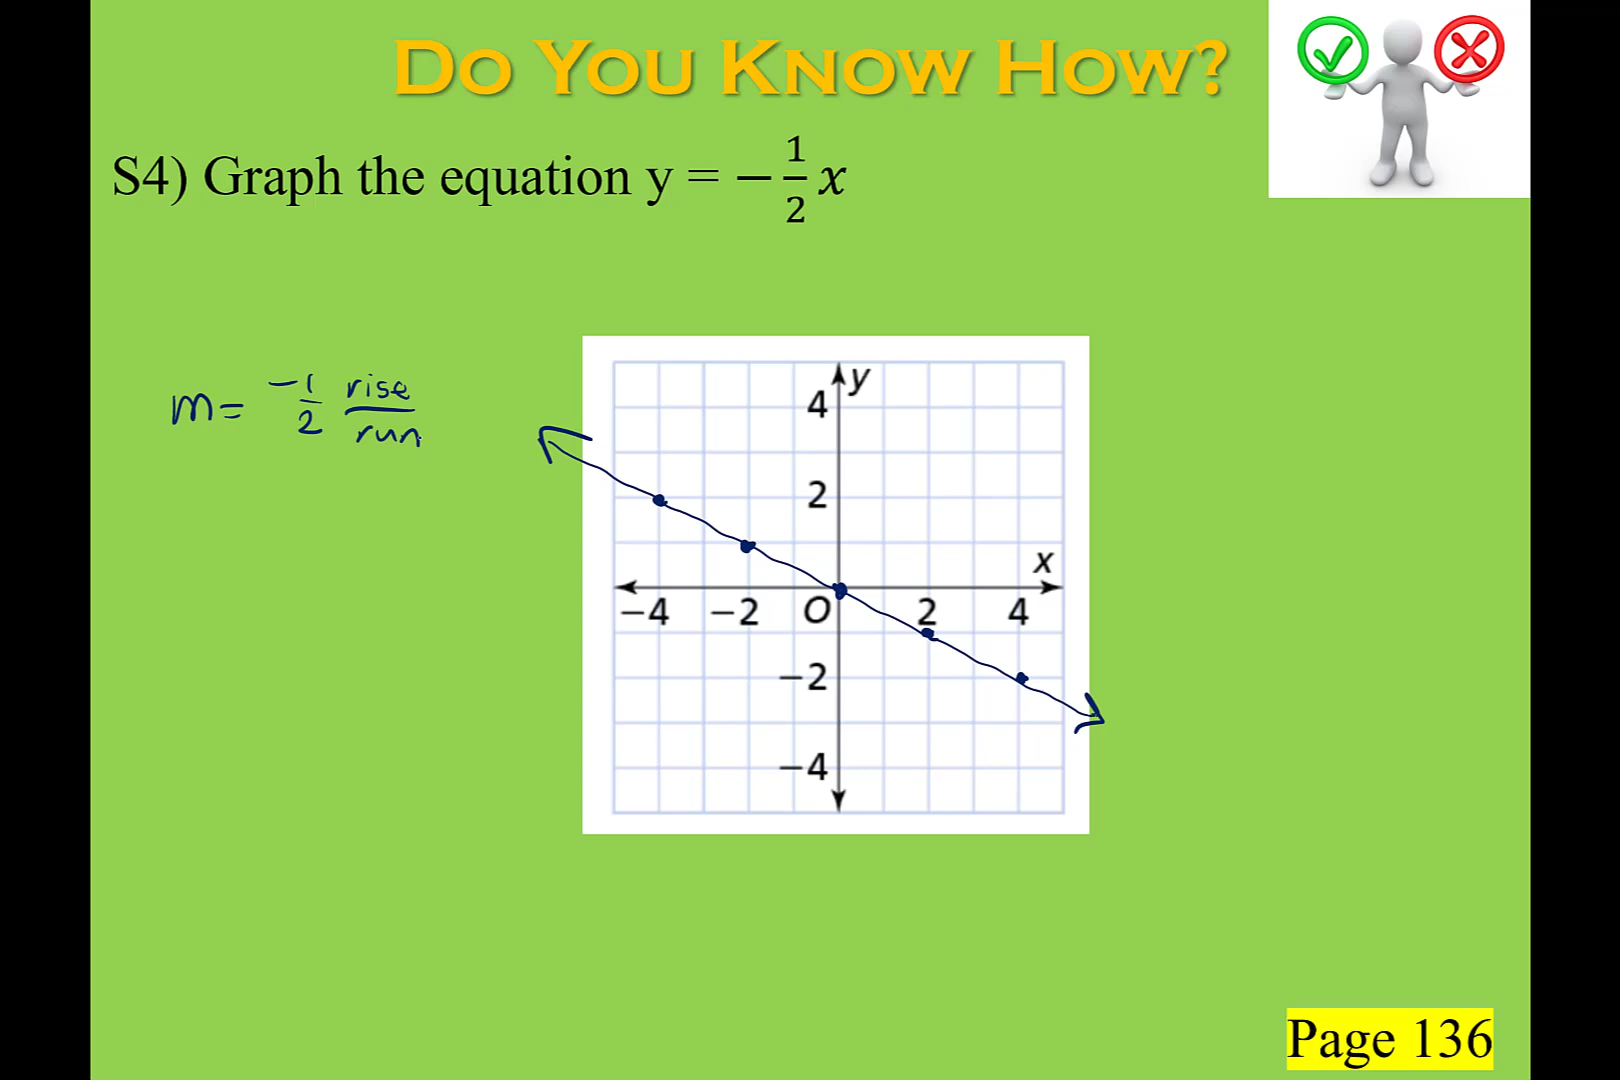 Do You Know How?
S4) Graph the equation y = −1/2 x
m = -1/2 rise/run
y
4
2
x
−4 −2 O 2 4
−2
−4
Page 136